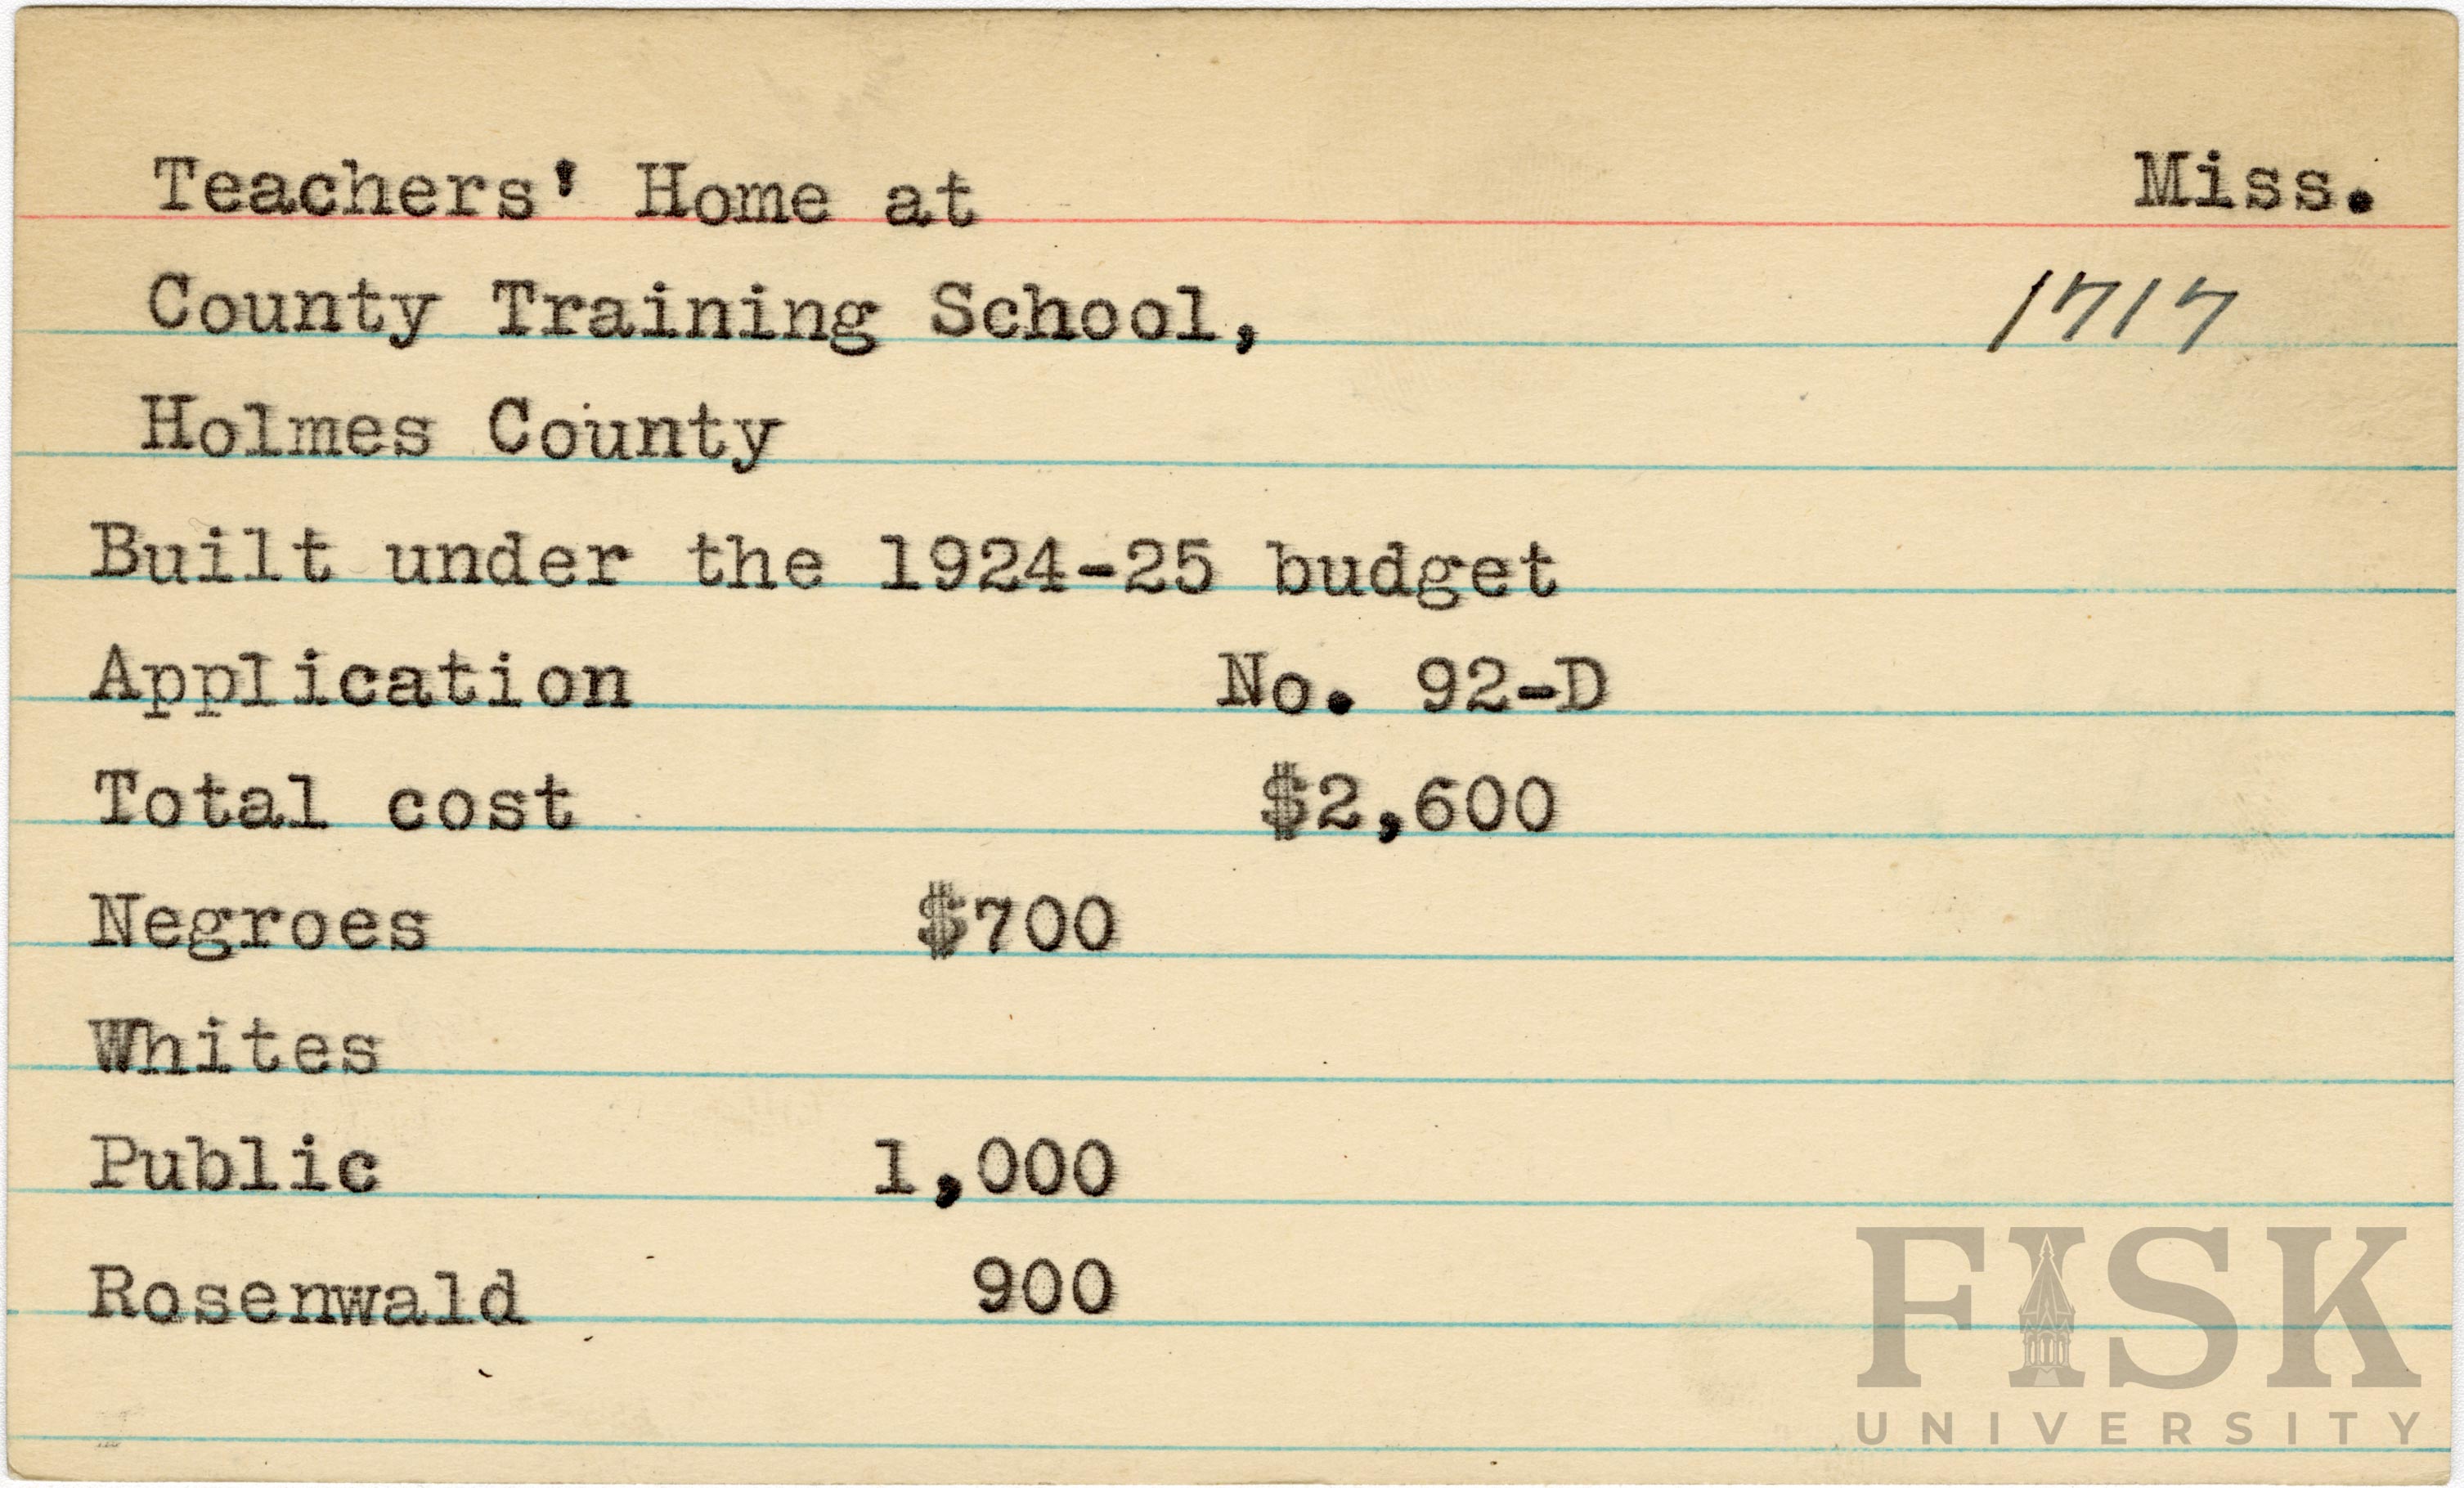 Teachers' Home at Miss.
County Training School, 1717
Holmes County
Built under the 1924-25 budget
Application No. 92-D
Total cost $2,600
Negroes $700
Whites
Public 1,000
Rosenwald 900
FISK
UNIVERSITY